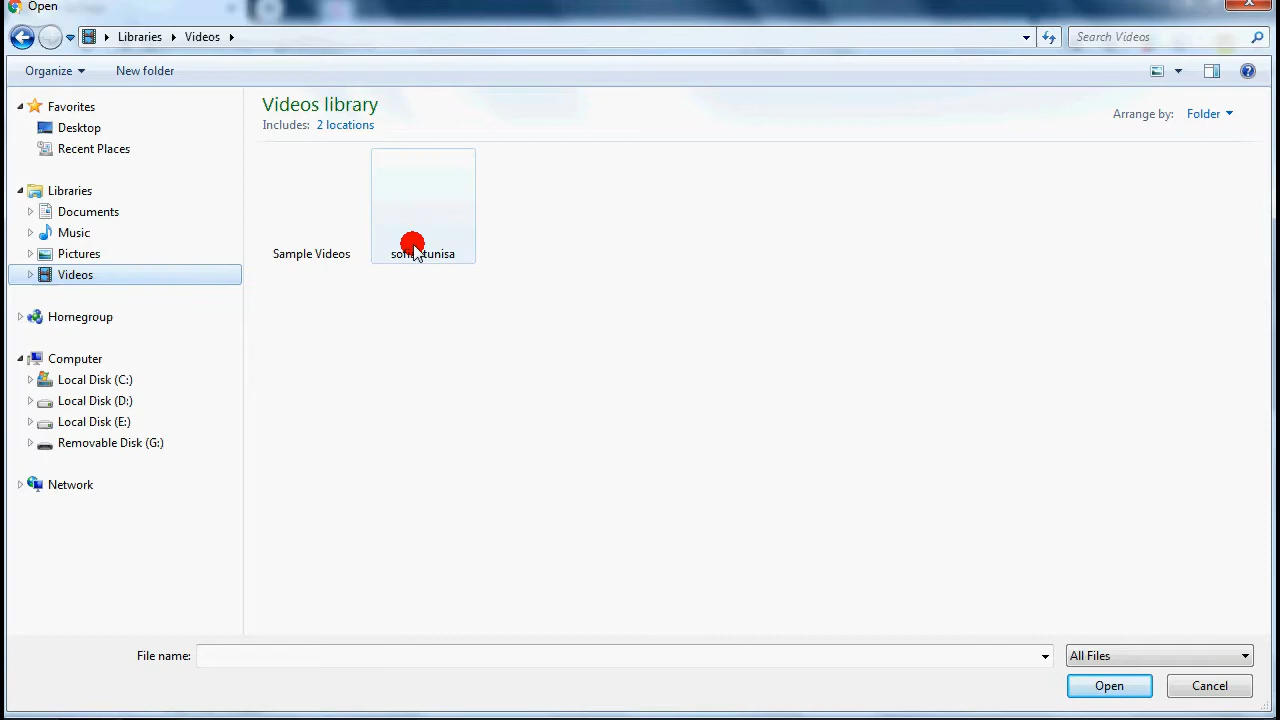 Open
Libraries
Videos
Search Videos
Organize
New folder
Favorites
Desktop
Recent Places
Libraries
Documents
Music
Pictures
Videos
Homegroup
Computer
Local Disk (C:)
Local Disk (D:)
Local Disk (E:)
Removable Disk (G:)
Network
Videos library
Includes: 2 locations
Arrange by: Folder
Sample Videos
File name:
All Files
Open
Cancel